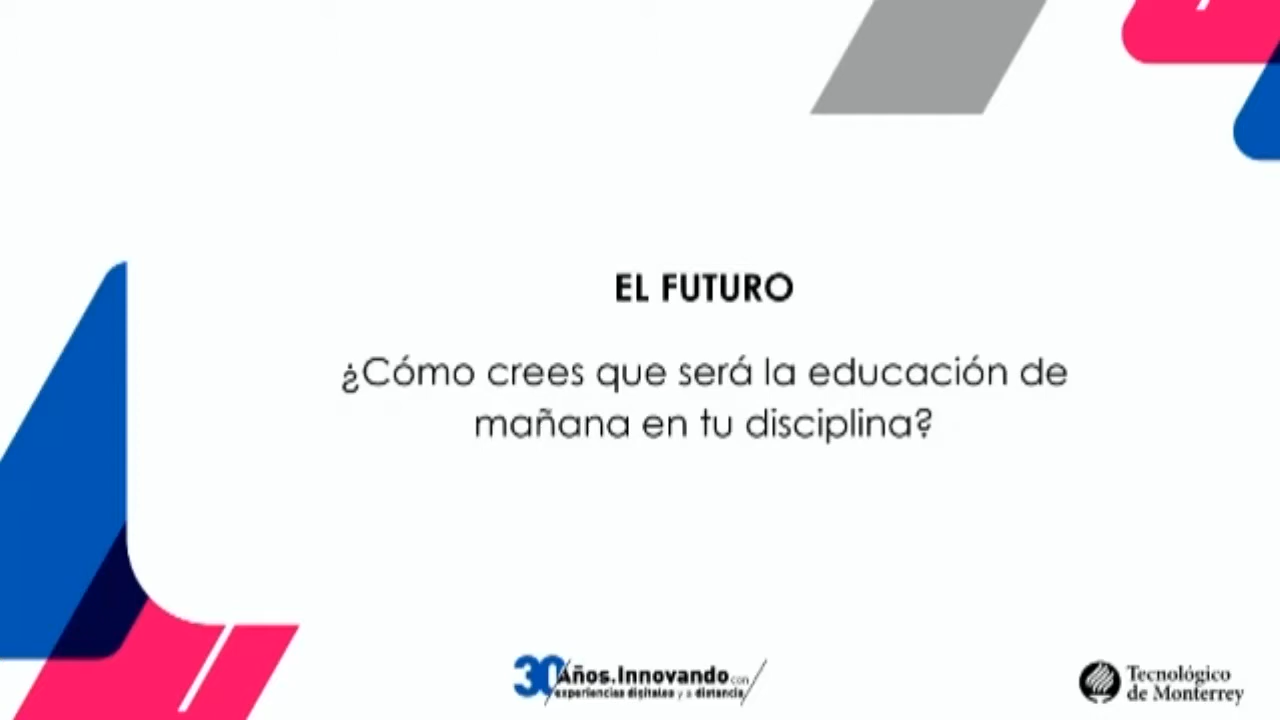 EL FUTURO
¿Cómo crees que será la educación de
mañana en tu disciplina?
30 Años.Innovando con
experiencias digitales y a distancia
Tecnológico
de Monterrey